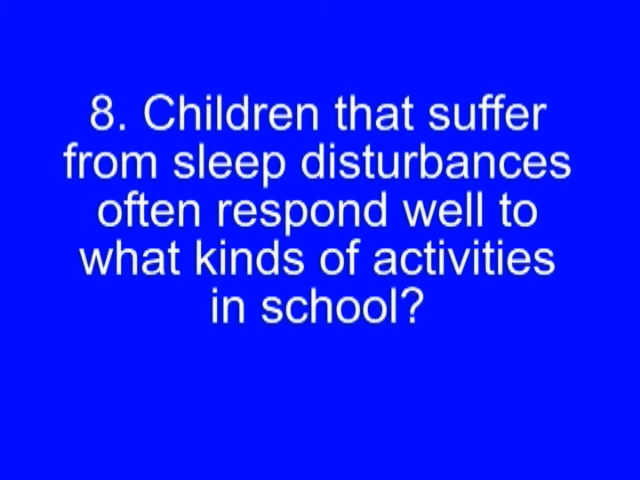 8. Children that suffer
from sleep disturbances
often respond well to
what kinds of activities
in school?